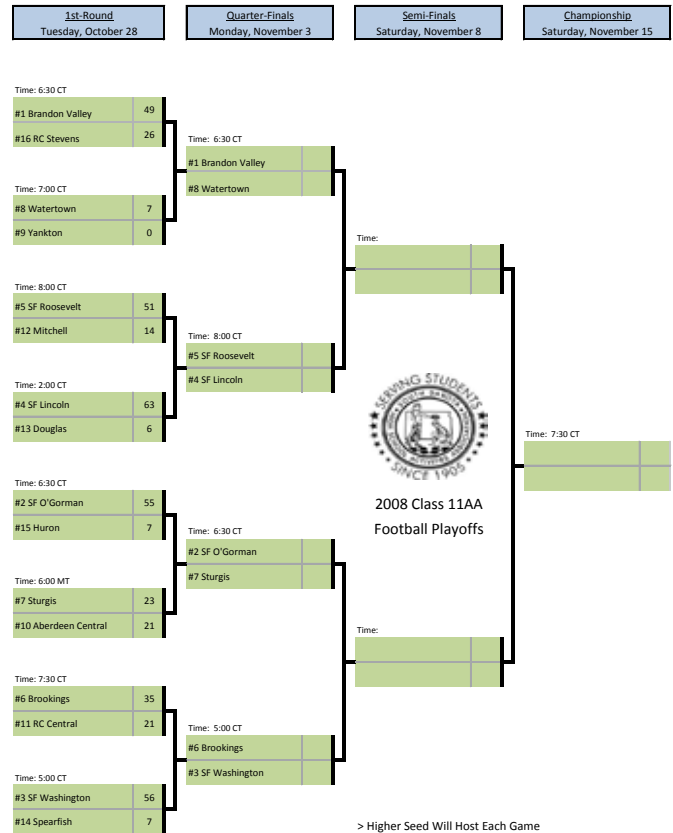 1st-Round
Tuesday, October 28
Quarter-Finals
Monday, November 3
Semi-Finals
Saturday, November 8
Championship
Saturday, November 15
Time: 6:30 CT
#1 Brandon Valley 49
#16 RC Stevens 26
Time: 7:00 CT
#8 Watertown 7
#9 Yankton 0
Time: 8:00 CT
#5 SF Roosevelt 51
#12 Mitchell 14
Time: 2:00 CT
#4 SF Lincoln 63
#13 Douglas 6
Time: 6:30 CT
#2 SF O'Gorman 55
#15 Huron 7
Time: 6:00 MT
#7 Sturgis 23
#10 Aberdeen Central 21
Time: 7:30 CT
#6 Brookings 35
#11 RC Central 21
Time: 5:00 CT
#3 SF Washington 56
#14 Spearfish 7
Time: 6:30 CT
#1 Brandon Valley
#8 Watertown
Time: 8:00 CT
#5 SF Roosevelt
#4 SF Lincoln
Time: 6:30 CT
#2 SF O'Gorman
#7 Sturgis
Time: 5:00 CT
#6 Brookings
#3 SF Washington
Time:
SERVING STUDENTS
SOUTH DAKOTA
SINCE 1905
2008 Class 11AA
Football Playoffs
Time:
Time: 7:30 CT
> Higher Seed Will Host Each Game